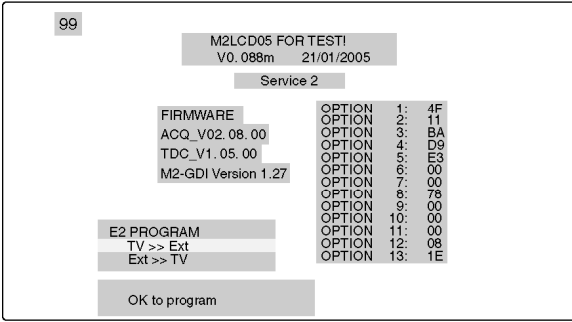 99
M2LCD05 FOR TEST!
V0. 088m 21/01/2005
Service 2
FIRMWARE
ACQ_V02. 08. 00
TDC_V1. 05. 00
M2-GDI Version 1.27
OPTION 1: 4F
OPTION 2: 11
OPTION 3: BA
OPTION 4: D9
OPTION 5: E3
OPTION 6: 00
OPTION 7: 00
OPTION 8: 78
OPTION 9: 00
OPTION 10: 00
OPTION 11: 00
OPTION 12: 08
OPTION 13: 1E
E2 PROGRAM
TV >> Ext
Ext >> TV
OK to program